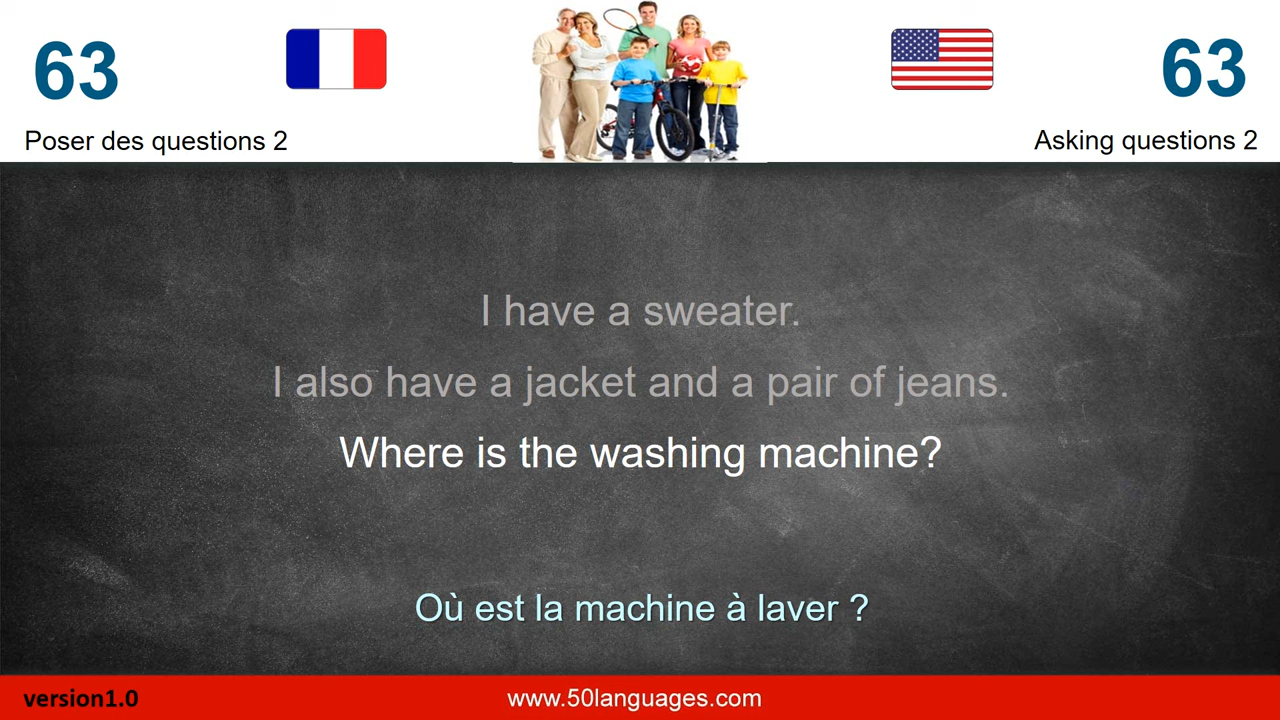 63
63
Poser des questions 2
Asking questions 2
I have a sweater.
I also have a jacket and a pair of jeans.
Where is the washing machine?
Où est la machine à laver ?
version1.0
www.50languages.com